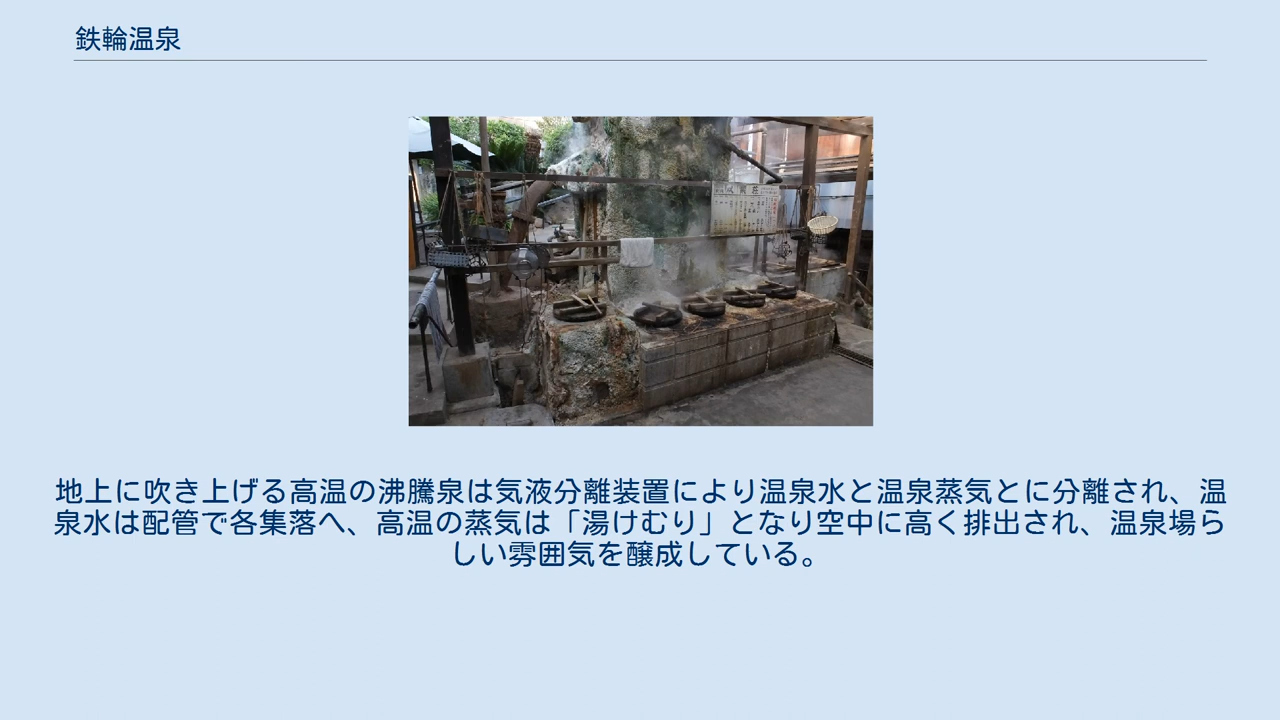 鉄輪温泉
地上に吹き上げる高温の沸騰泉は気液分離装置により温泉水と温泉蒸気とに分離され、温
泉水は配管で各集落へ、高温の蒸気は「湯けむり」となり空中に高く排出され、温泉場ら
しい雰囲気を醸成している。